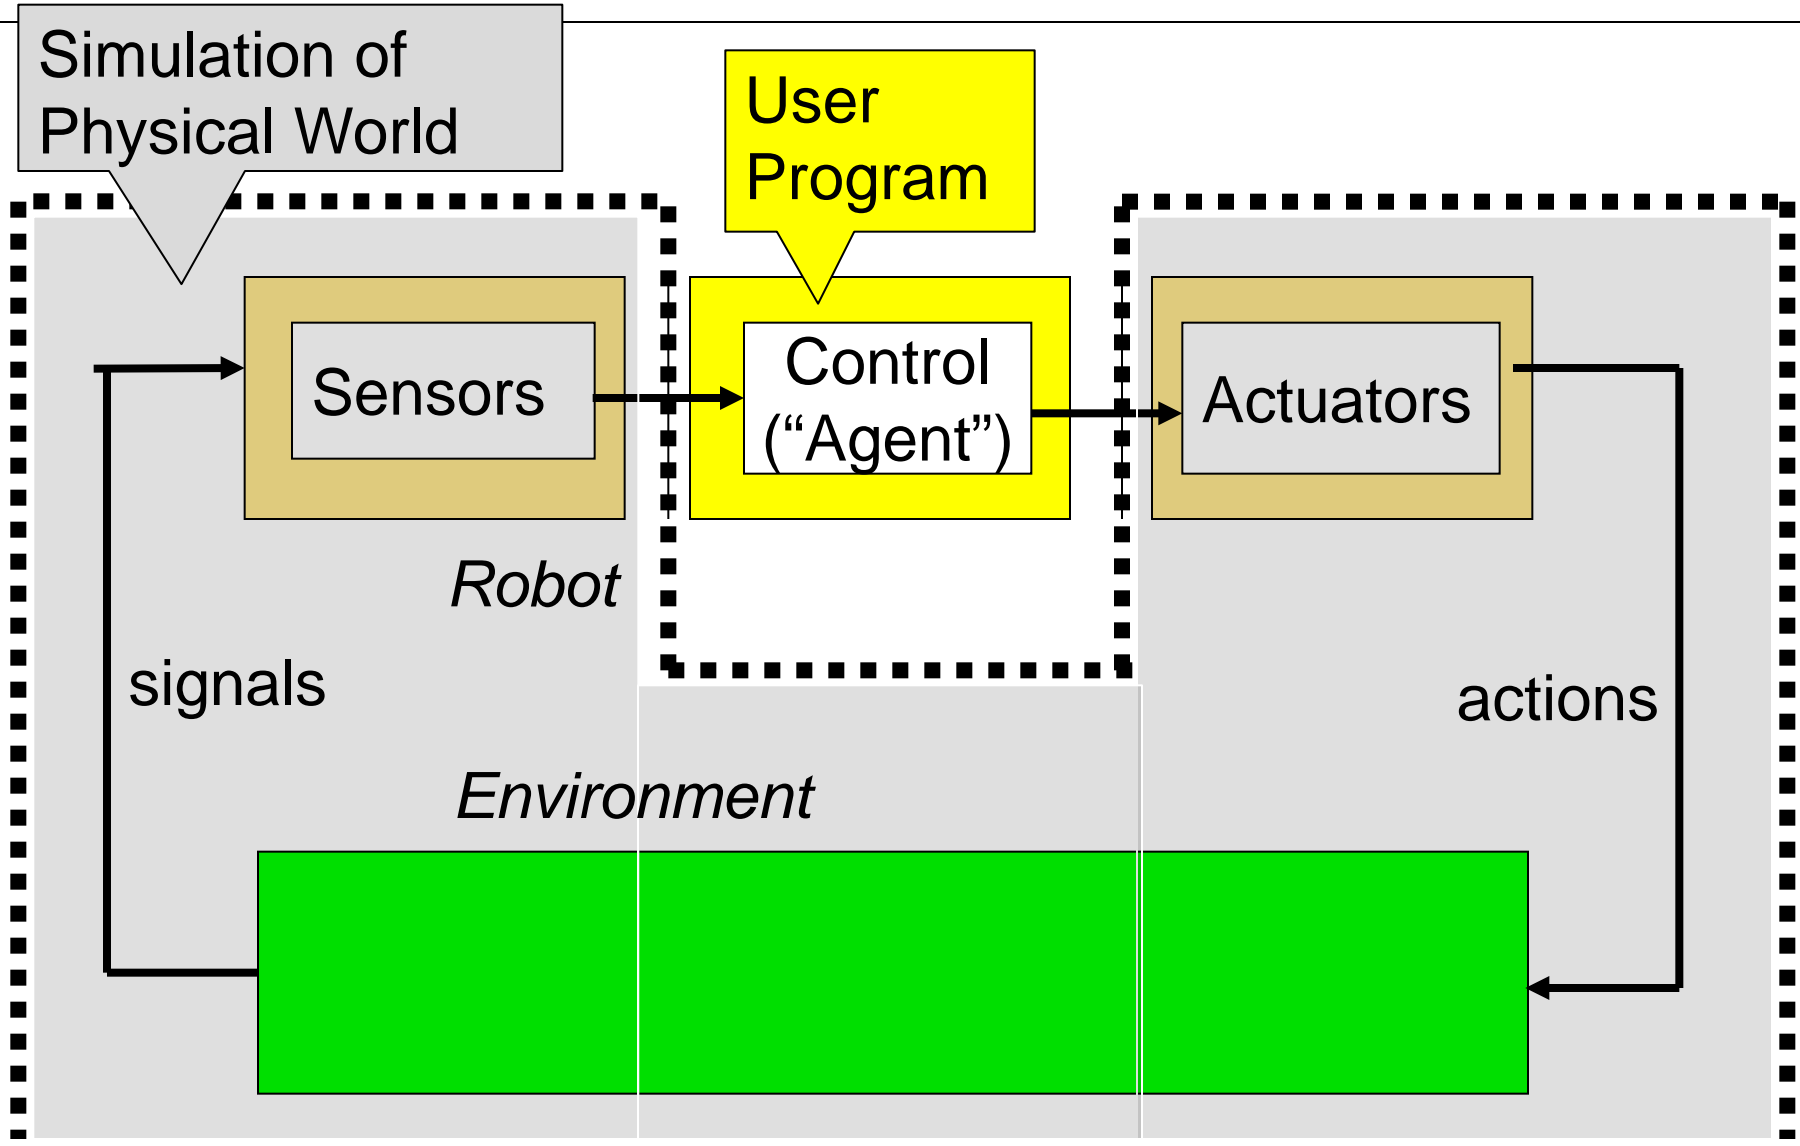 Simulation of
Physical World
User
Program
Sensors
Control
(“Agent”)
Actuators
Robot
signals
actions
Environment